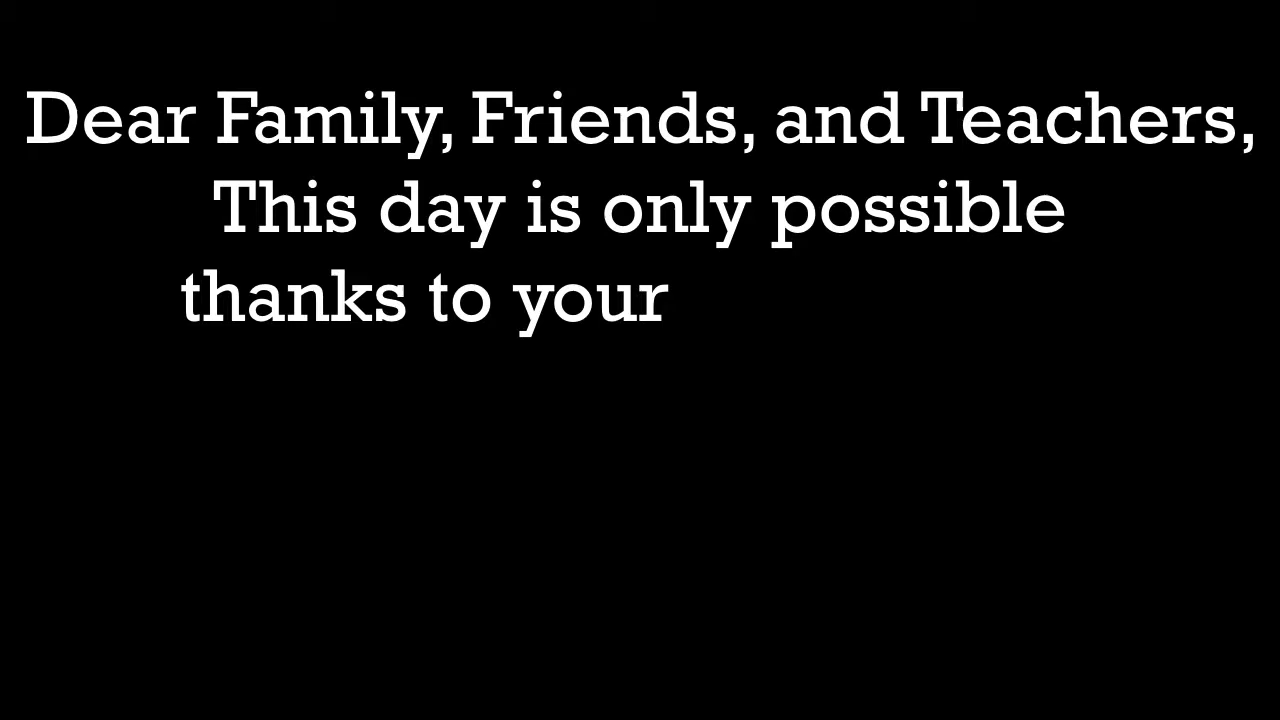 Dear Family, Friends, and Teachers,
This day is only possible
thanks to your